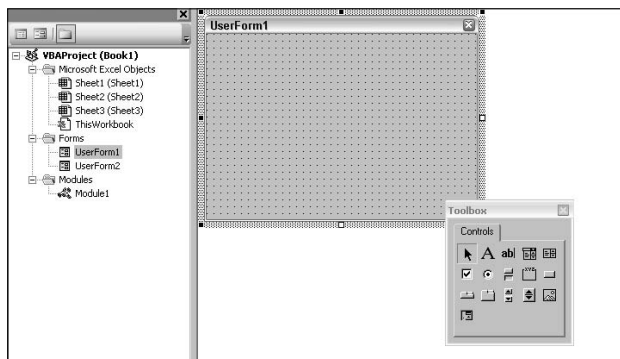 VBAProject (Book1)
Microsoft Excel Objects
Sheet1 (Sheet1)
Sheet2 (Sheet2)
Sheet3 (Sheet3)
ThisWorkbook
Forms
UserForm1
UserForm2
Modules
Module1
UserForm1
Toolbox
Controls
A
ab|